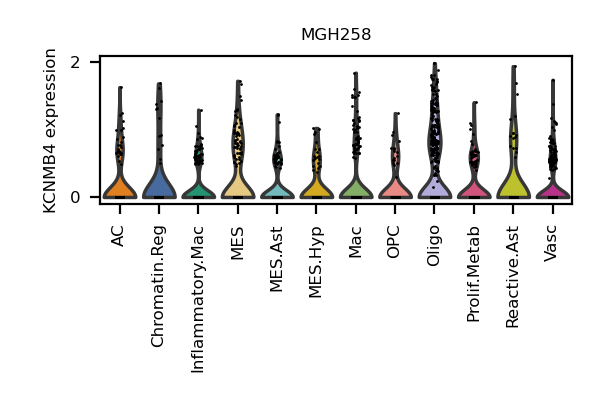 MGH258
KCNMB4 expression
2
0
AC
Chromatin.Reg
Inflammatory.Mac
MES
MES.Ast
MES.Hyp
Mac
OPC
Oligo
Prolif.Metab
Reactive.Ast
Vasc